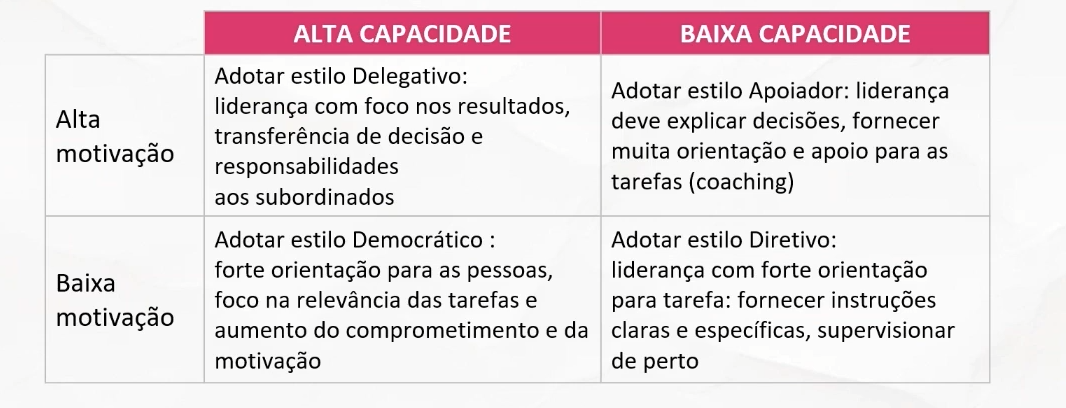 ALTA CAPACIDADE
BAIXA CAPACIDADE
Alta
motivação
Adotar estilo Delegativo:
liderança com foco nos resultados,
transferência de decisão e
responsabilidades
aos subordinados
Adotar estilo Apoiador: liderança
deve explicar decisões, fornecer
muita orientação e apoio para as
tarefas (coaching)
Baixa
motivação
Adotar estilo Democrático :
forte orientação para as pessoas,
foco na relevância das tarefas e
aumento do comprometimento e da
motivação
Adotar estilo Diretivo:
liderança com forte orientação
para tarefa: fornecer instruções
claras e específicas, supervisionar
de perto